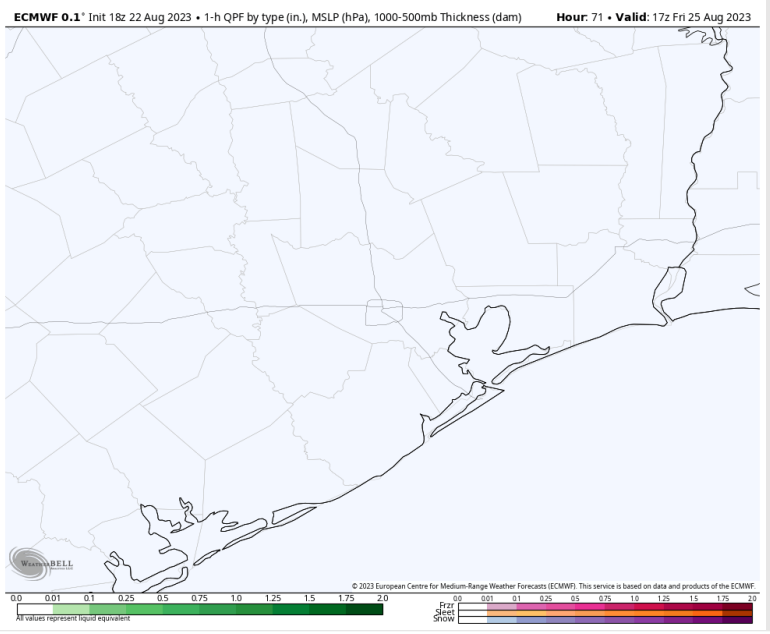 ECMWF 0.1° Init 18z 22 Aug 2023 • 1-h QPF by type (in.), MSLP (hPa), 1000-500mb Thickness (dam) Hour: 71 • Valid: 17z Fri 25 Aug 2023
WEATHERBELL
© 2023 European Centre for Medium-Range Weather Forecasts (ECMWF). This service is based on data and products of the ECMWF.
0.0 0.01 0.1 0.25 0.5 0.75 1.0 1.25 1.5 1.75 2.0 0.0 0.01 0.1 0.25 0.5 0.75 1.0 1.25 1.5 1.75 2.0
Frzr
Sleet
Snow
All values represent liquid equivalent